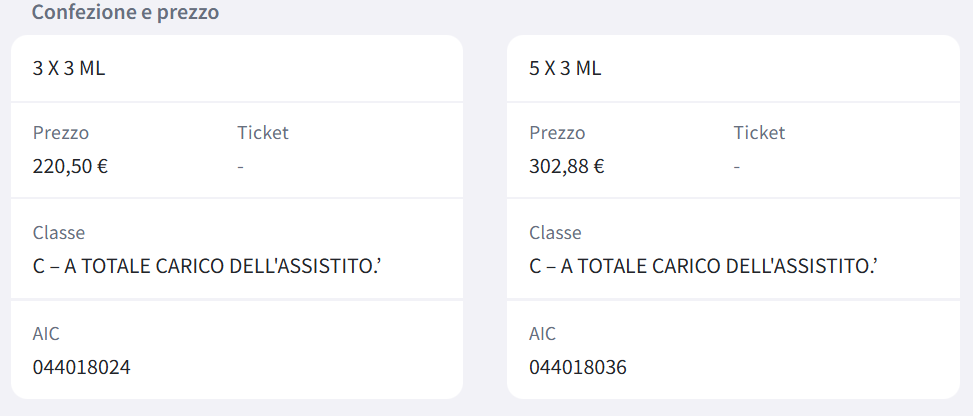 Confezione e prezzo
3 X 3 ML
Prezzo Ticket
220,50 € -
Classe
C – A TOTALE CARICO DELL'ASSISTITO.’
AIC
044018024
5 X 3 ML
Prezzo Ticket
302,88 € -
Classe
C – A TOTALE CARICO DELL'ASSISTITO.’
AIC
044018036